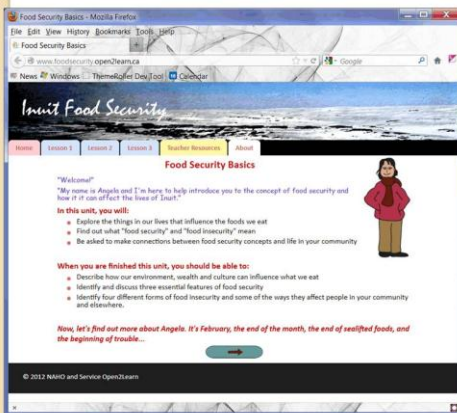 Food Security Basics - Mozilla Firefox
File Edit View History Bookmarks Tools Help
Food Security Basics
www.foodsecurity.open2learn.ca
Google
News Windows ThemeRoller Dev Tool Calendar
Inuit Food Security
Home Lesson 1 Lesson 2 Lesson 3 Teacher Resources About
Food Security Basics
"Welcome!"
"My name is Angela and I'm here to help introduce you to the concept of food security and
how it it can affect the lives of Inuit."
In this unit, you will:
Explore the things in our lives that influence the foods we eat
Find out what "food security" and "food insecurity" mean
Be asked to make connections between food security concepts and life in your community
When you are finished this unit, you should be able to:
Describe how our environment, wealth and culture can influence what we eat
Identify and discuss three essential features of food security
Identify four different forms of food insecurity and some of the ways they affect people in your community
and elsewhere.
Now, let's find out more about Angela. It's February, the end of the month, the end of sealifted foods, and
the beginning of trouble...
© 2012 NAHO and Service Open2Learn